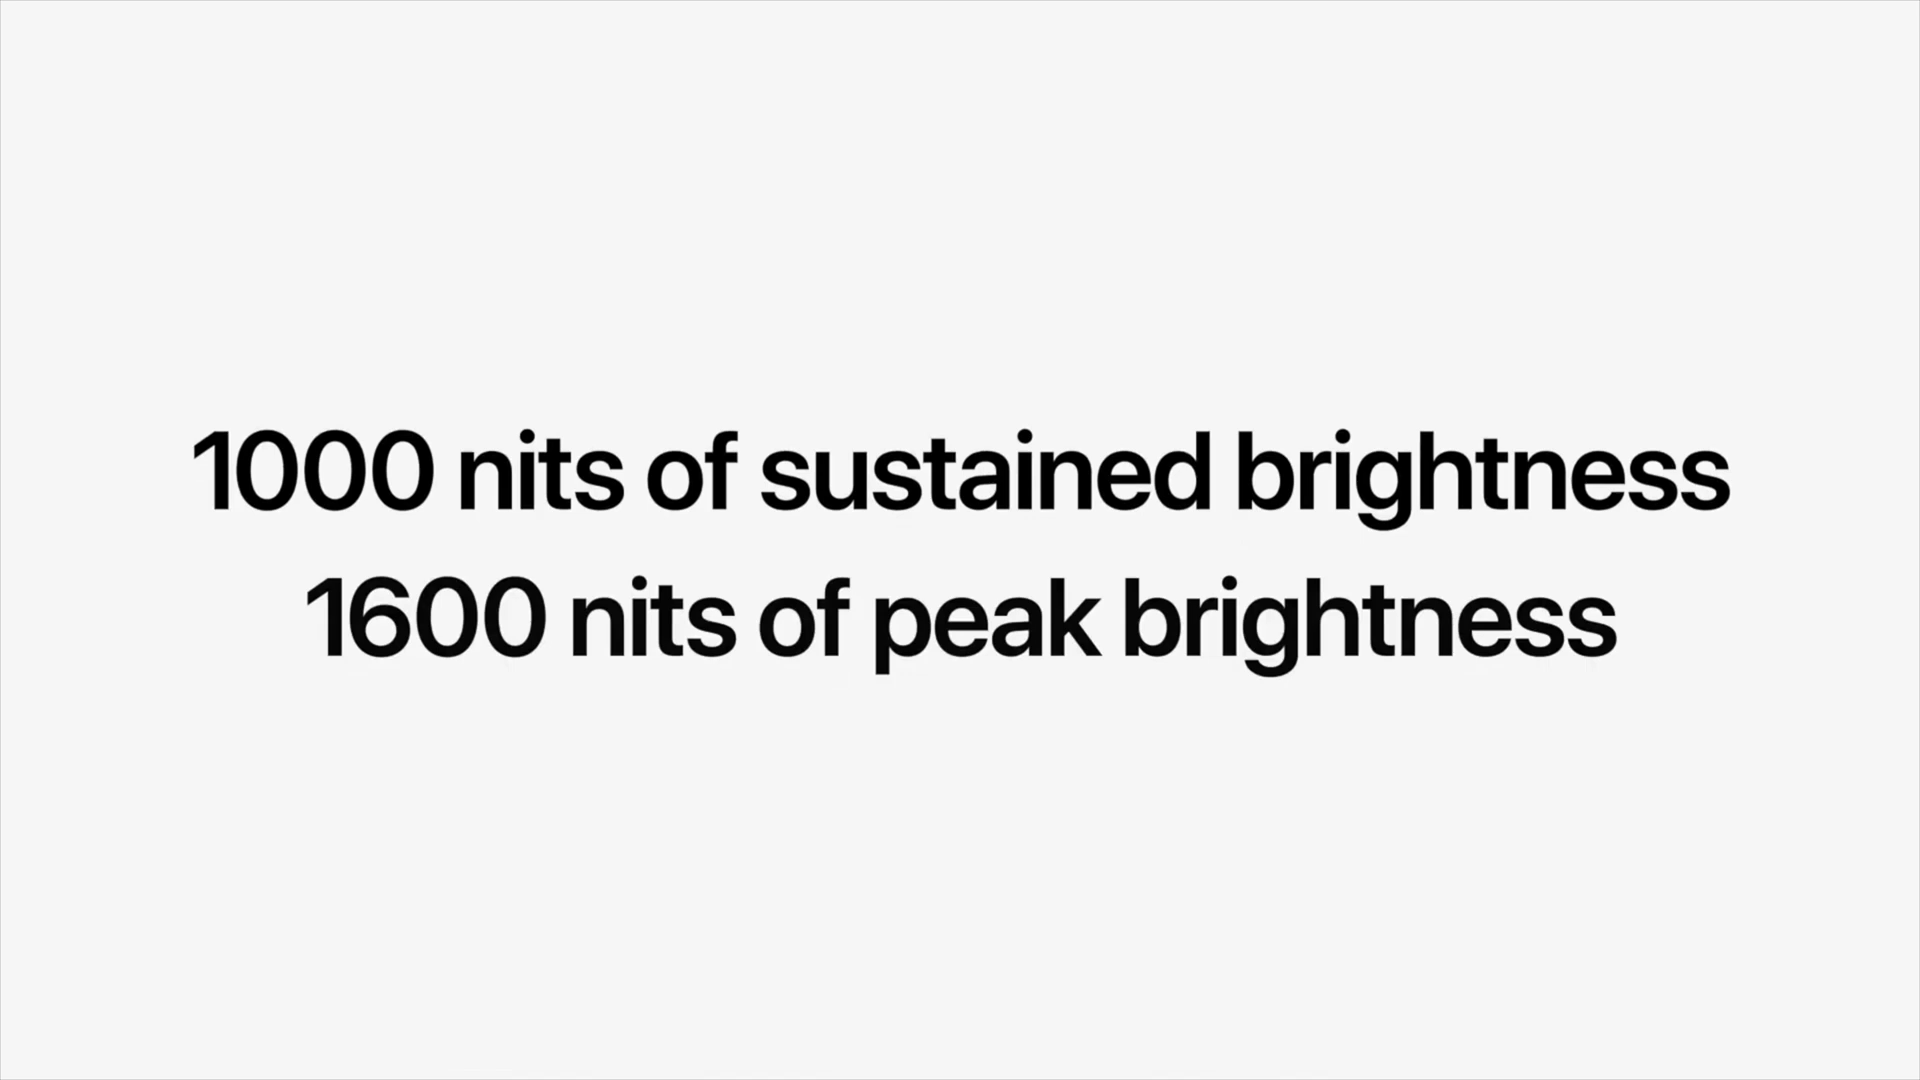 1000 nits of sustained brightness
1600 nits of peak brightness